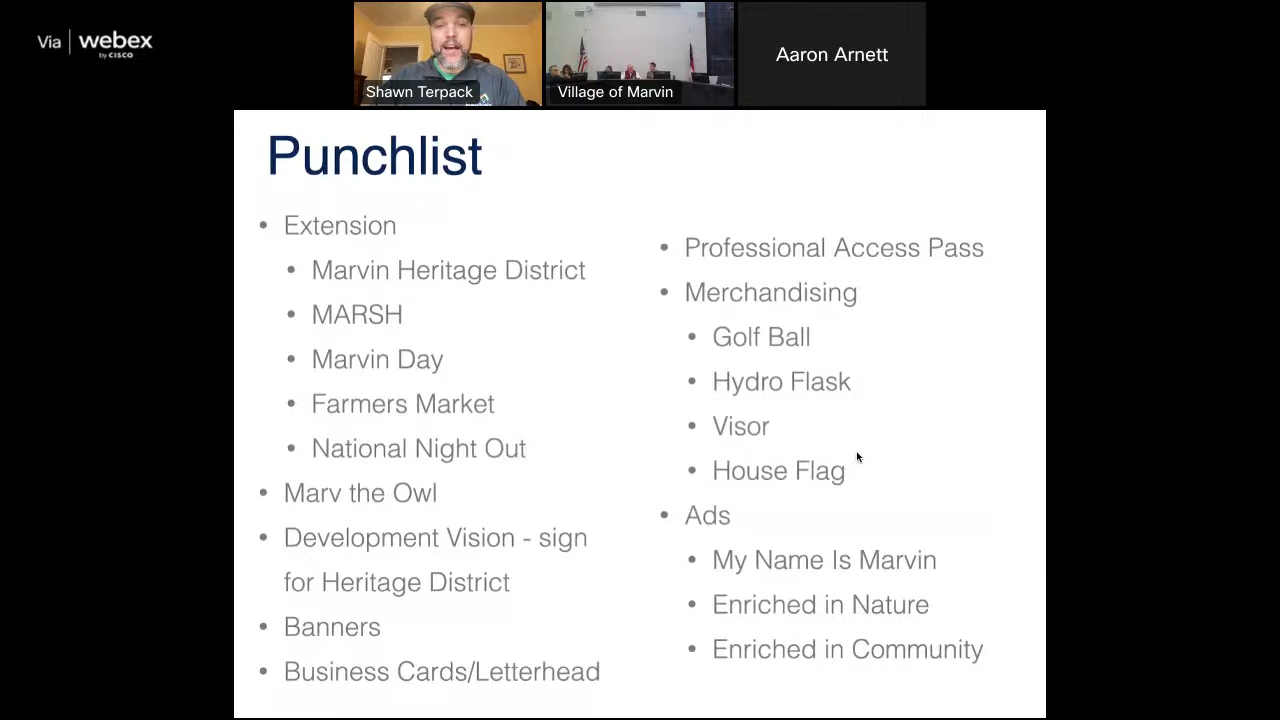 Via | webex
by CISCO
Shawn Terpack
Village of Marvin
Aaron Arnett
Punchlist
• Extension
• Marvin Heritage District
• MARSH
• Marvin Day
• Farmers Market
• National Night Out
• Marv the Owl
• Development Vision - sign
for Heritage District
• Banners
• Business Cards/Letterhead
• Professional Access Pass
• Merchandising
• Golf Ball
• Hydro Flask
• Visor
• House Flag
• Ads
• My Name Is Marvin
• Enriched in Nature
• Enriched in Community